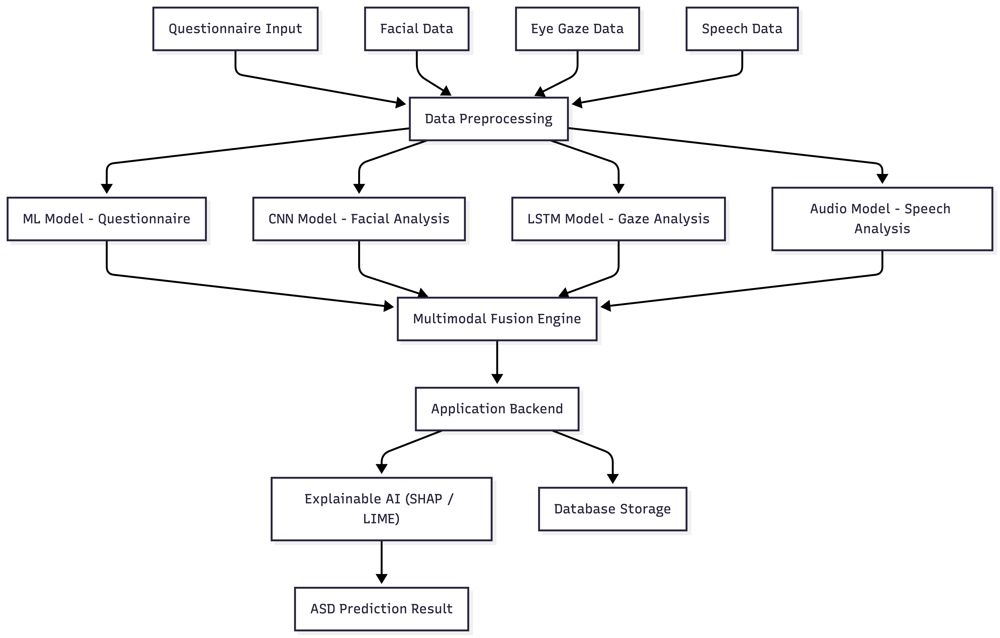 Questionnaire Input
Facial Data
Eye Gaze Data
Speech Data
Data Preprocessing
ML Model - Questionnaire
CNN Model - Facial Analysis
LSTM Model - Gaze Analysis
Audio Model - Speech
Analysis
Multimodal Fusion Engine
Application Backend
Explainable AI (SHAP /
LIME)
Database Storage
ASD Prediction Result